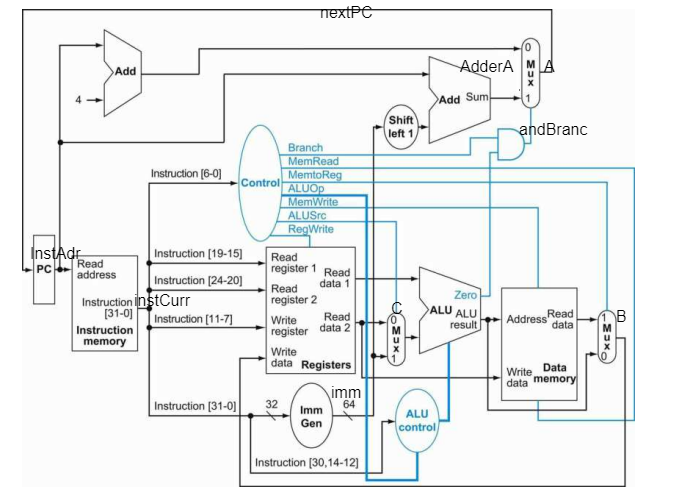 nextPC
0
Add
M
u
x
A
AdderA
4
Add Sum
1
Shift
left 1
andBranc
Branch
MemRead
Instruction [6-0]
Control
MemtoReg
ALUOp
MemWrite
ALUSrc
RegWrite
InstAdr
PC
Read
address
Instruction
[31-0]
instCurr
Instruction
memory
Instruction [19-15]
Instruction [24-20]
Instruction [11-7]
Read
register 1
Read
data 1
Read
register 2
Write
register
Read
data 2
Write
data
Registers
C
0
M
u
x
1
Zero
ALU
ALU
result
Address
Read
data
Write
data
Data
memory
B
1
M
u
x
0
Instruction [31-0]
32
Imm
Gen
imm
64
ALU
control
Instruction [30,14-12]